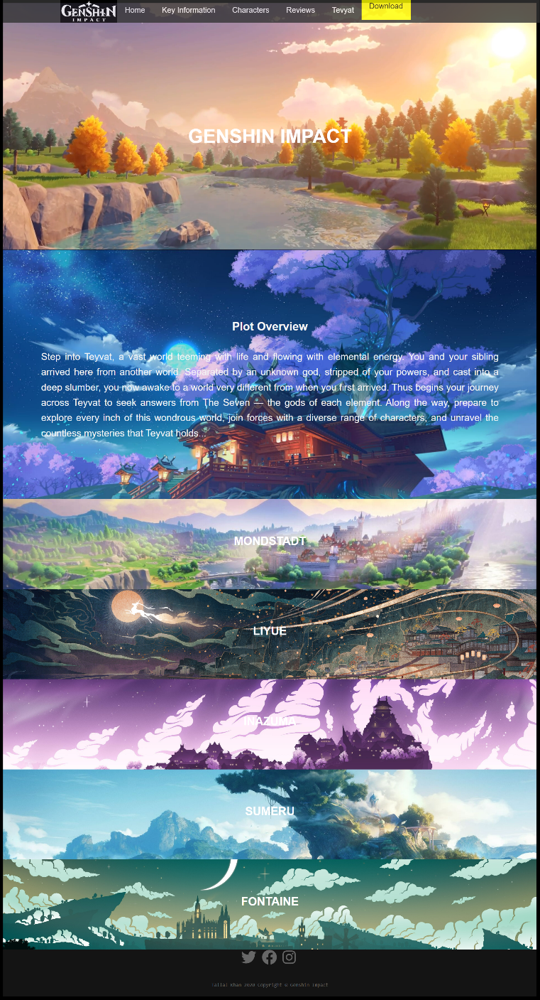 GENSHIN
IMPACT
Home Key Information Characters Reviews Tevyat Download
GENSHIN IMPACT
Plot Overview
Step into Teyvat, a vast world teeming with life and flowing with elemental energy. You and your sibling
arrived here from another world. Separated by an unknown god, stripped of your powers, and cast into a
deep slumber, you now awake to a world very different from when you first arrived. Thus begins your journey
across Teyvat to seek answers from The Seven — the gods of each element. Along the way, prepare to
explore every inch of this wondrous world, join forces with a diverse range of characters, and unravel the
countless mysteries that Teyvat holds...
MONDSTADT
LIYUE
INAZUMA
SUMERU
FONTAINE
Tallal Khan 2020 Copyright © Genshin Impact